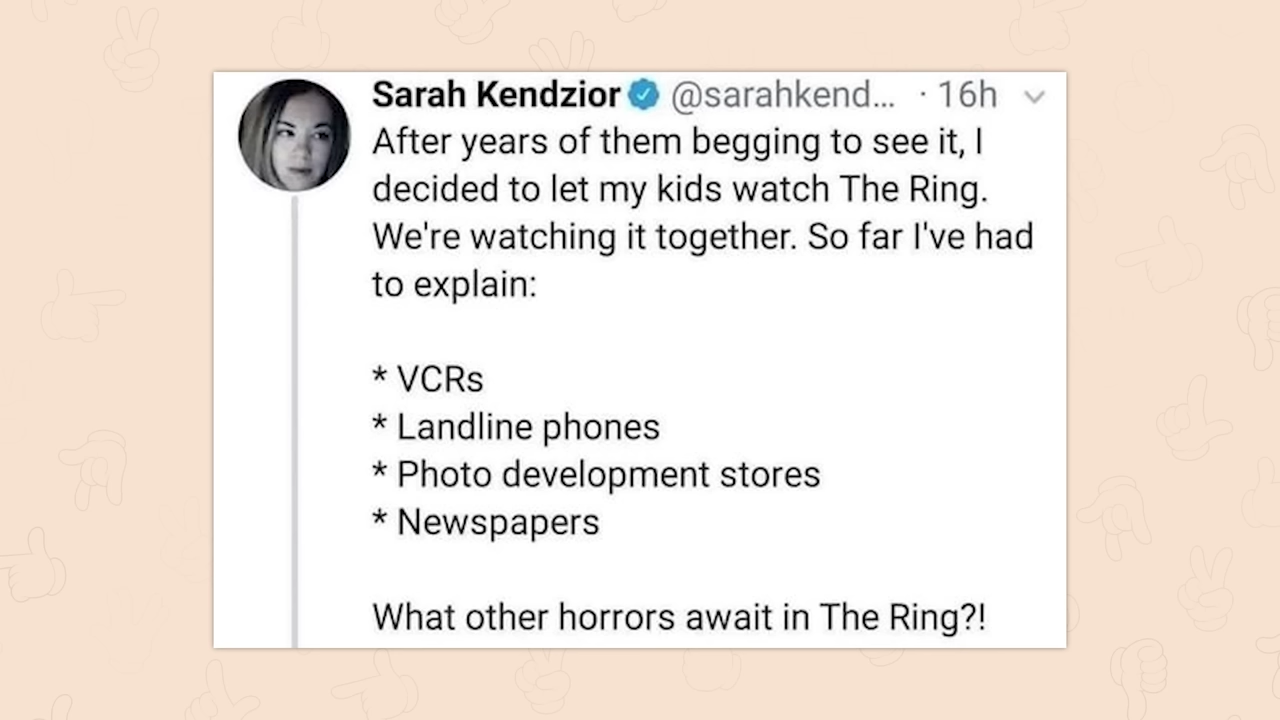 Sarah Kendzior @sarahkend... · 16h
After years of them begging to see it, I
decided to let my kids watch The Ring.
We're watching it together. So far I've had
to explain:
* VCRs
* Landline phones
* Photo development stores
* Newspapers
What other horrors await in The Ring?!